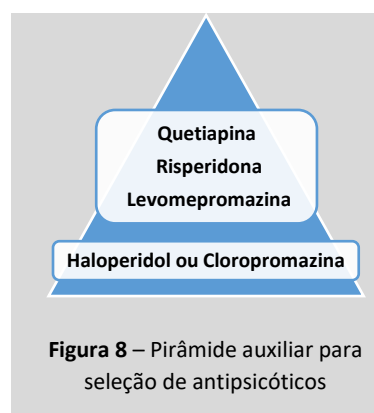 Quetiapina
Risperidona
Levomepromazina
Haloperidol ou Cloropromazina
Figura 8 – Pirâmide auxiliar para
seleção de antipsicóticos